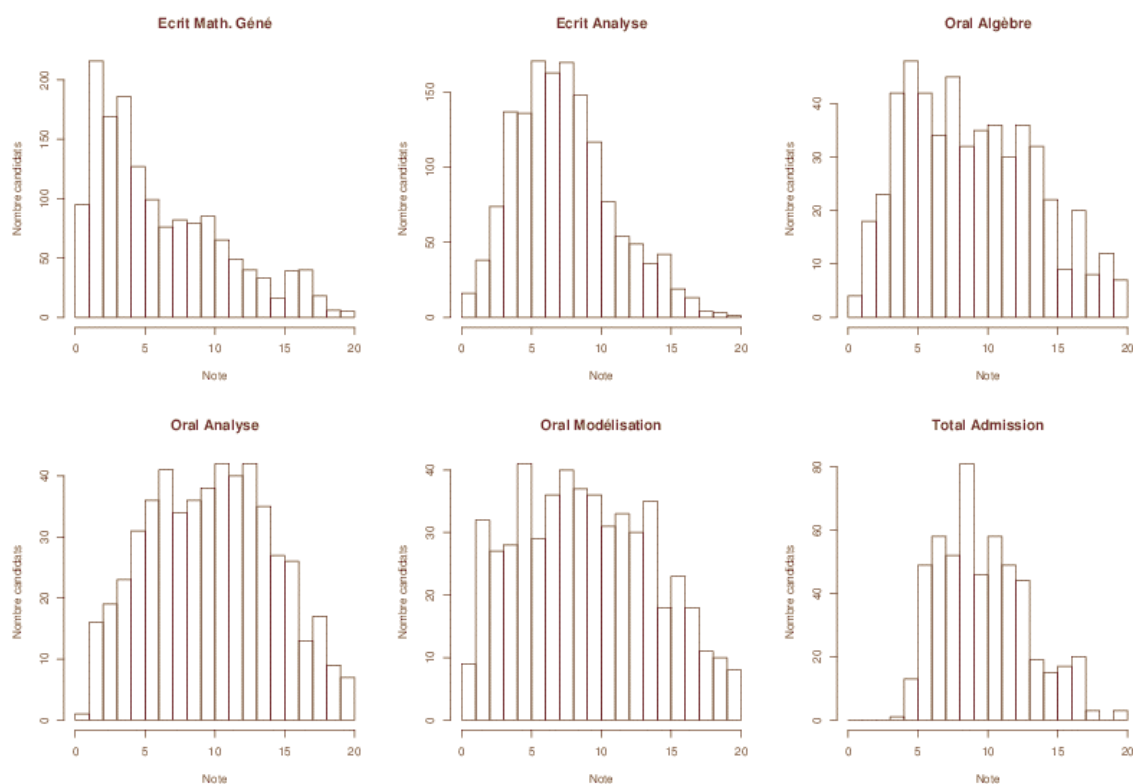 Ecrit Math. Géné
Nombre candidats
0 50 100 150 200
0 5 10 15 20
Note
Ecrit Analyse
Nombre candidats
0 50 100 150
0 5 10 15 20
Note
Oral Algèbre
Nombre candidats
0 10 20 30 40
0 5 10 15 20
Note
Oral Analyse
Nombre candidats
0 10 20 30 40
0 5 10 15 20
Note
Oral Modélisation
Nombre candidats
0 10 20 30 40
0 5 10 15 20
Note
Total Admission
Nombre candidats
0 20 40 60 80
0 5 10 15 20
Note